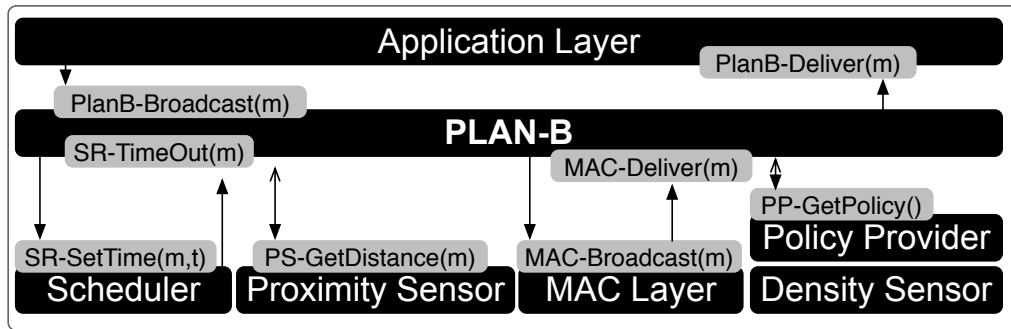 Application Layer
PlanB-Deliver(m)
PlanB-Broadcast(m)
PLAN-B
SR-TimeOut(m)
MAC-Deliver(m)
PP-GetPolicy()
Policy Provider
SR-SetTime(m,t)
PS-GetDistance(m)
MAC-Broadcast(m)
Scheduler
Proximity Sensor
MAC Layer
Density Sensor